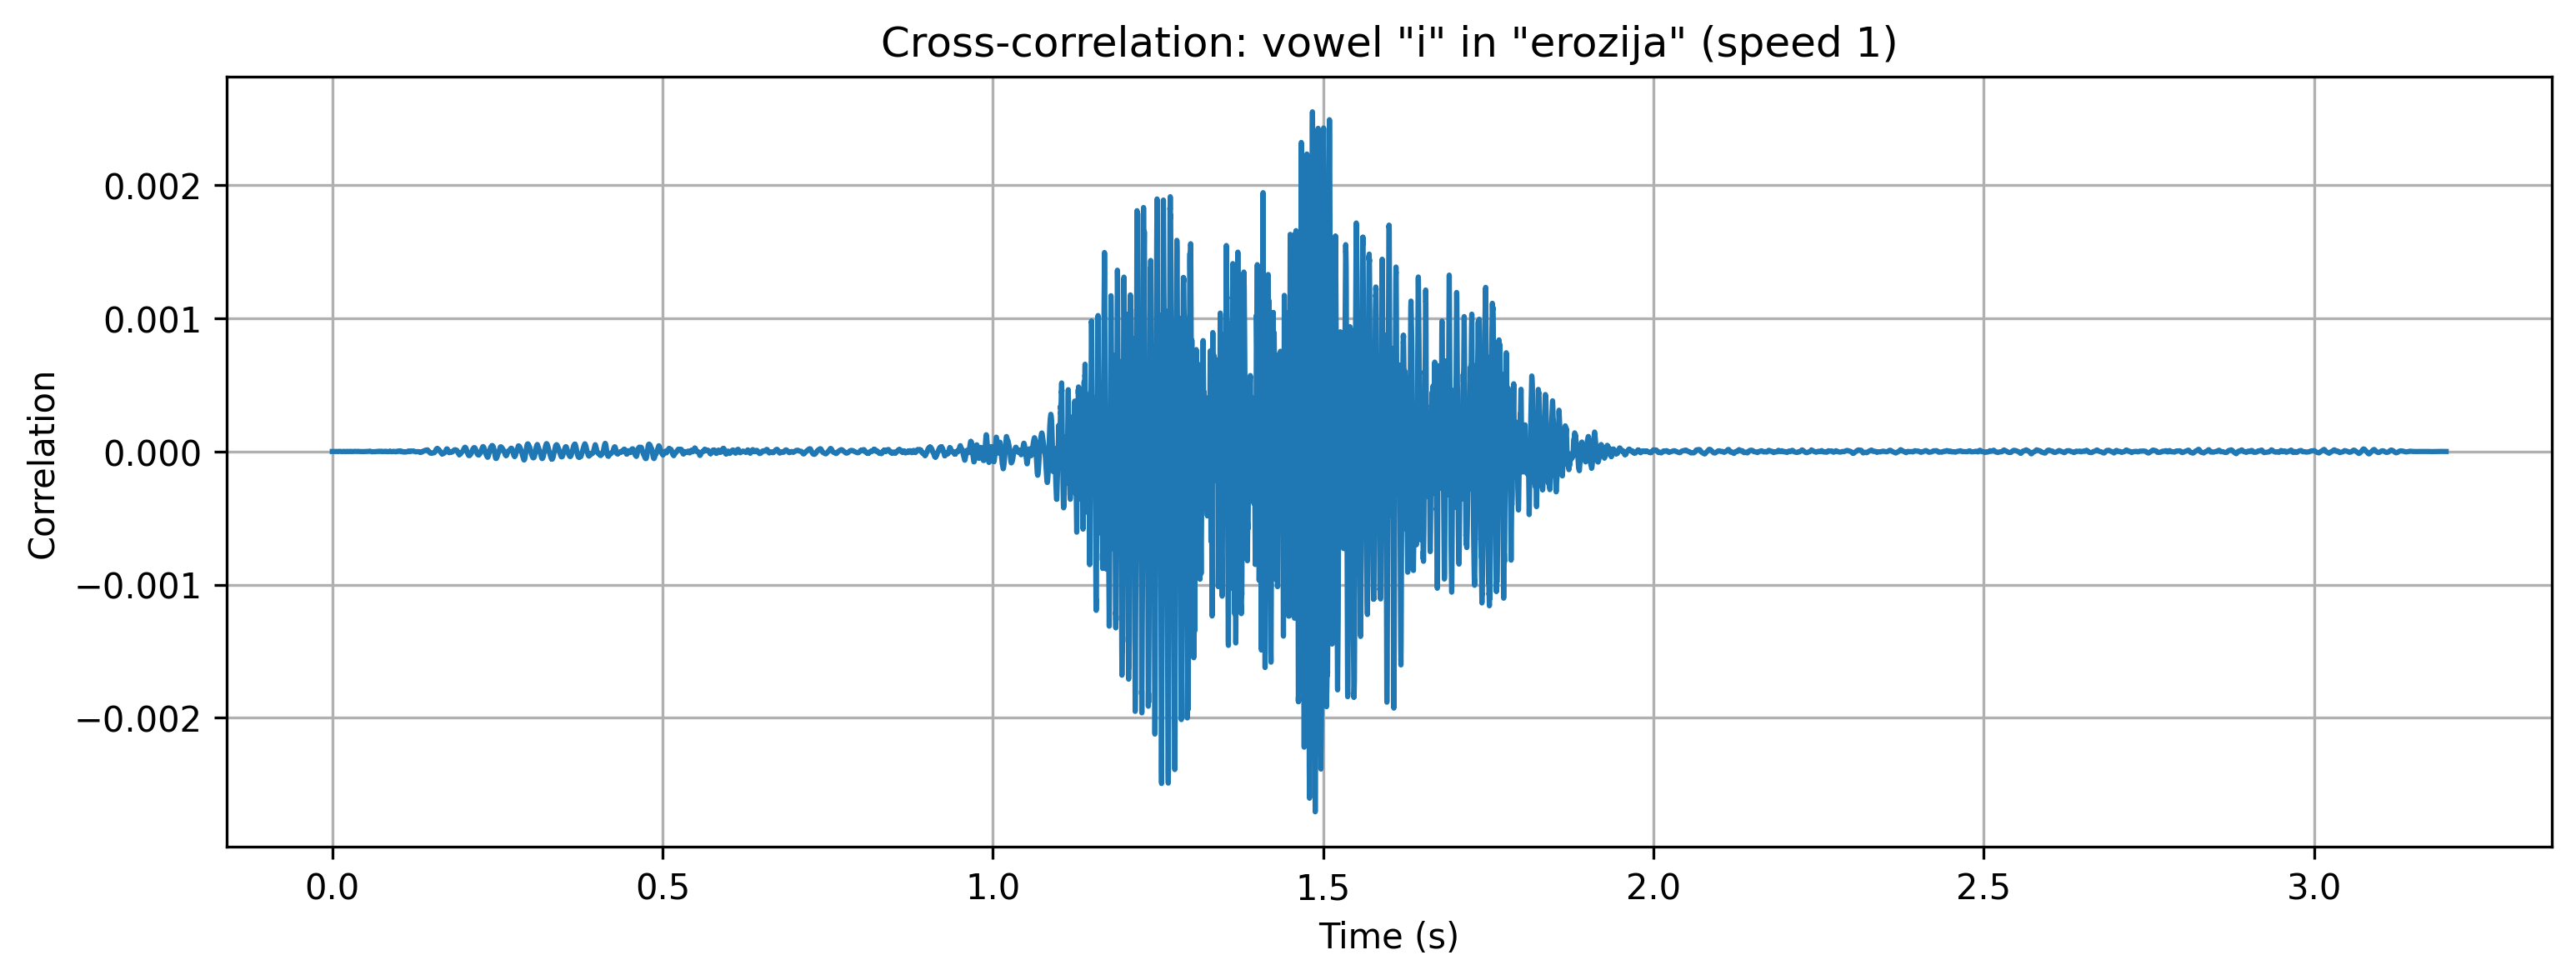 Cross-correlation: vowel "i" in "erozija" (speed 1)
Correlation
0.002
0.001
0.000
−0.001
−0.002
0.0 0.5 1.0 1.5 2.0 2.5 3.0
Time (s)